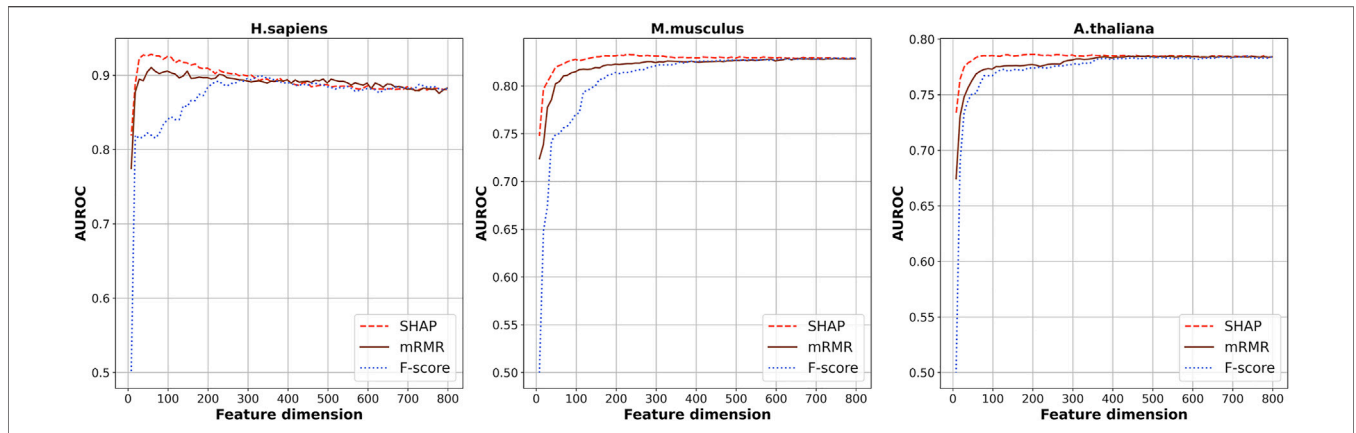 H.sapiens
AUROC
0.9
0.8
0.7
0.6
0.5
0 100 200 300 400 500 600 700 800
Feature dimension
SHAP
mRMR
F-score
M.musculus
AUROC
0.80
0.75
0.70
0.65
0.60
0.55
0.50
0 100 200 300 400 500 600 700 800
Feature dimension
SHAP
mRMR
F-score
A.thaliana
AUROC
0.80
0.75
0.70
0.65
0.60
0.55
0.50
0 100 200 300 400 500 600 700 800
Feature dimension
SHAP
mRMR
F-score